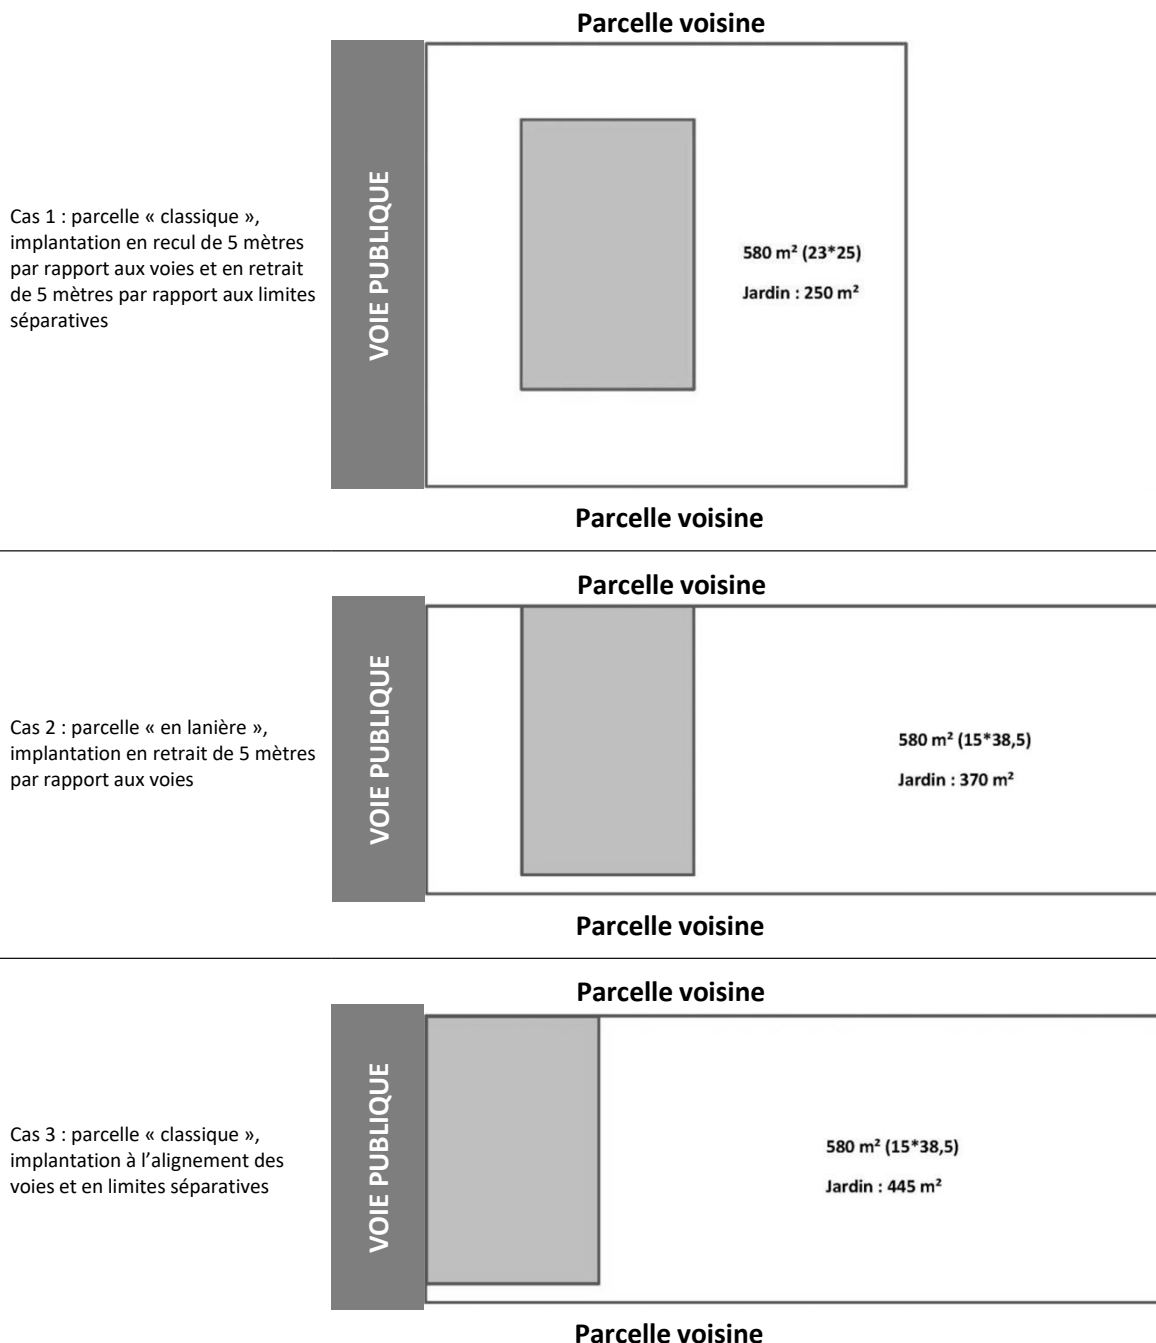 Parcelle voisine
Cas 1 : parcelle « classique »,
implantation en recul de 5 mètres
par rapport aux voies et en retrait
de 5 mètres par rapport aux limites
séparatives
VOIE PUBLIQUE
580 m² (23*25)
Jardin : 250 m²
Parcelle voisine
Parcelle voisine
Cas 2 : parcelle « en lanière »,
implantation en retrait de 5 mètres
par rapport aux voies
VOIE PUBLIQUE
580 m² (15*38,5)
Jardin : 370 m²
Parcelle voisine
Parcelle voisine
Cas 3 : parcelle « classique »,
implantation à l’alignement des
voies et en limites séparatives
VOIE PUBLIQUE
580 m² (15*38,5)
Jardin : 445 m²
Parcelle voisine